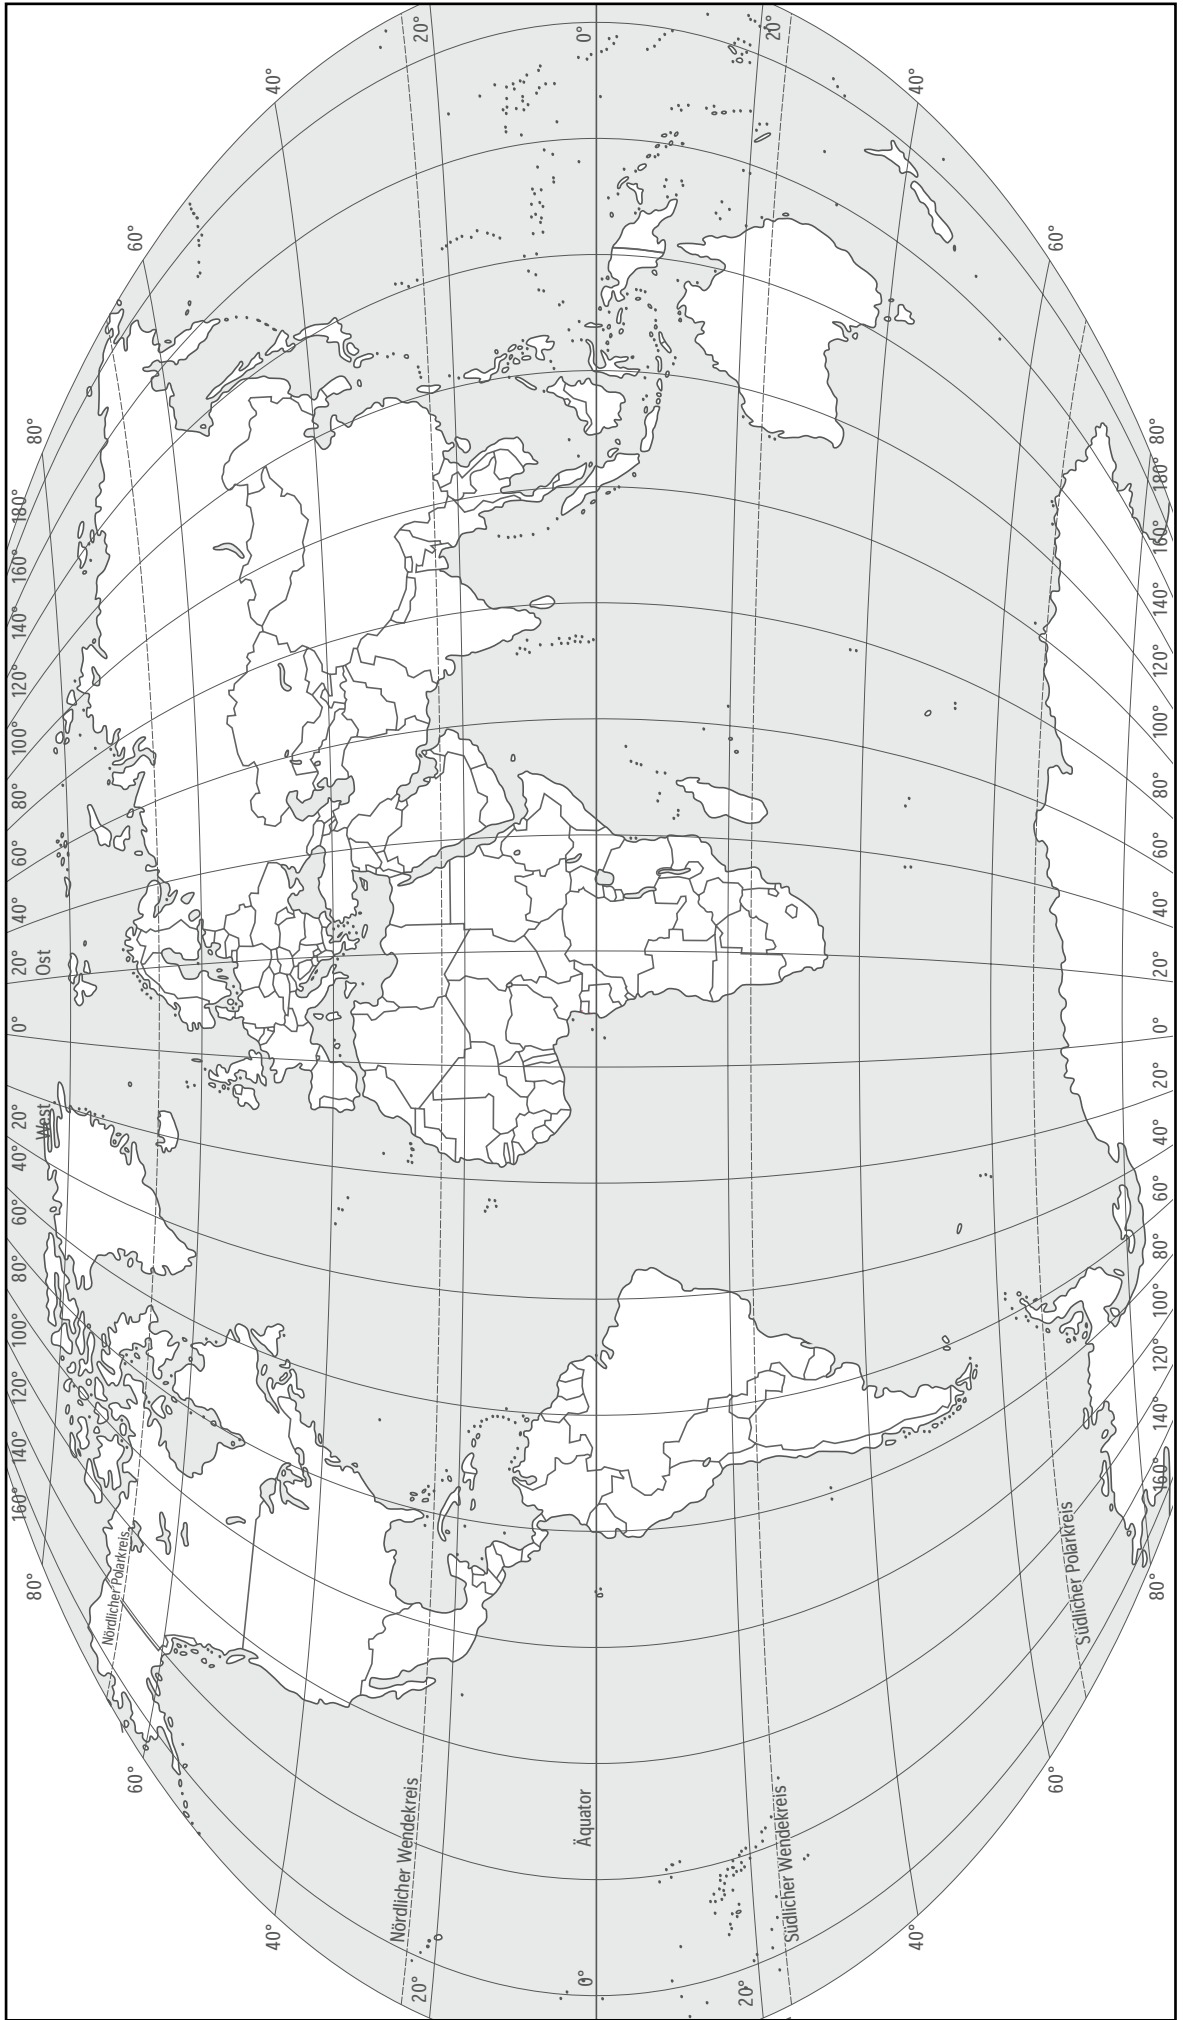 160° 140° 120° 100° 80° 60° 40° 20° 0° 20° 40° 60° 80° 100° 120° 140° 160° 180°
80° West Ost 80°
Nördlicher Polarkreis
60° 60°
40° 40°
Nördlicher Wendekreis
20° 20°
0° Äquator 0°
20° 20°
Südlicher Wendekreis
40° 40°
60° 60°
Südlicher Polarkreis
80° 80°
160° 140° 120° 100° 80° 60° 40° 20° 0° 20° 40° 60° 80° 100° 120° 140° 160° 180°